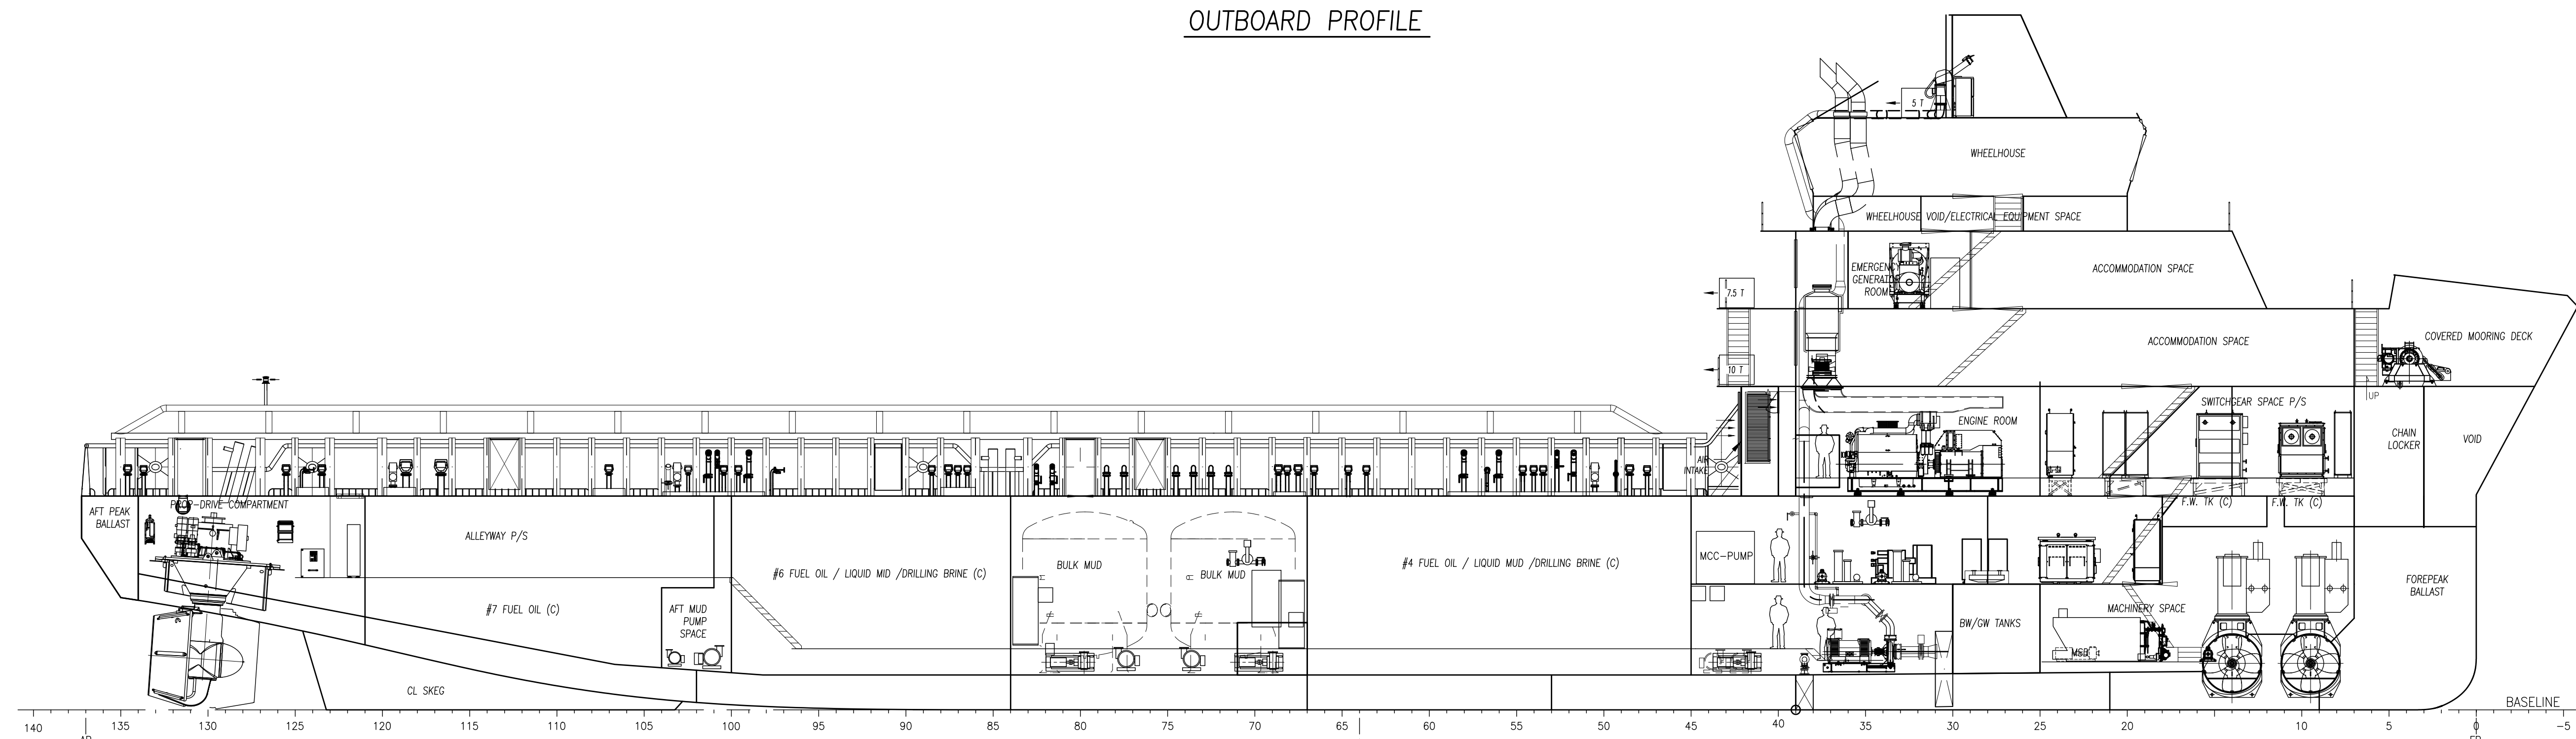 OUTBOARD PROFILE
5 T
WHEELHOUSE
WHEELHOUSE VOID/ELECTRICAL EQUIPMENT SPACE
EMERGENCY
GENERATOR
ROOM
ACCOMMODATION SPACE
7.5 T
ACCOMMODATION SPACE
COVERED MOORING DECK
10 T
UP
SWITCHGEAR SPACE P/S
ENGINE ROOM
CHAIN
LOCKER
VOID
AIR
INTAKE
AFT PEAK
BALLAST
PROP-DRIVE-COMPARTMENT
F.W. TK (C)
F.W. TK (C)
ALLEYWAY P/S
MCC-PUMP
#6 FUEL OIL / LIQUID MID /DRILLING BRINE (C)
BULK MUD
BULK MUD
#4 FUEL OIL / LIQUID MUD /DRILLING BRINE (C)
FOREPEAK
BALLAST
#7 FUEL OIL (C)
AFT MUD
PUMP
SPACE
BW/GW TANKS
MACHINERY SPACE
MSB
CL SKEG
BASELINE
140 135 130 125 120 115 110 105 100 95 90 85 80 75 70 65 60 55 50 45 40 35 30 25 20 15 10 5 0 -5
AP
FP